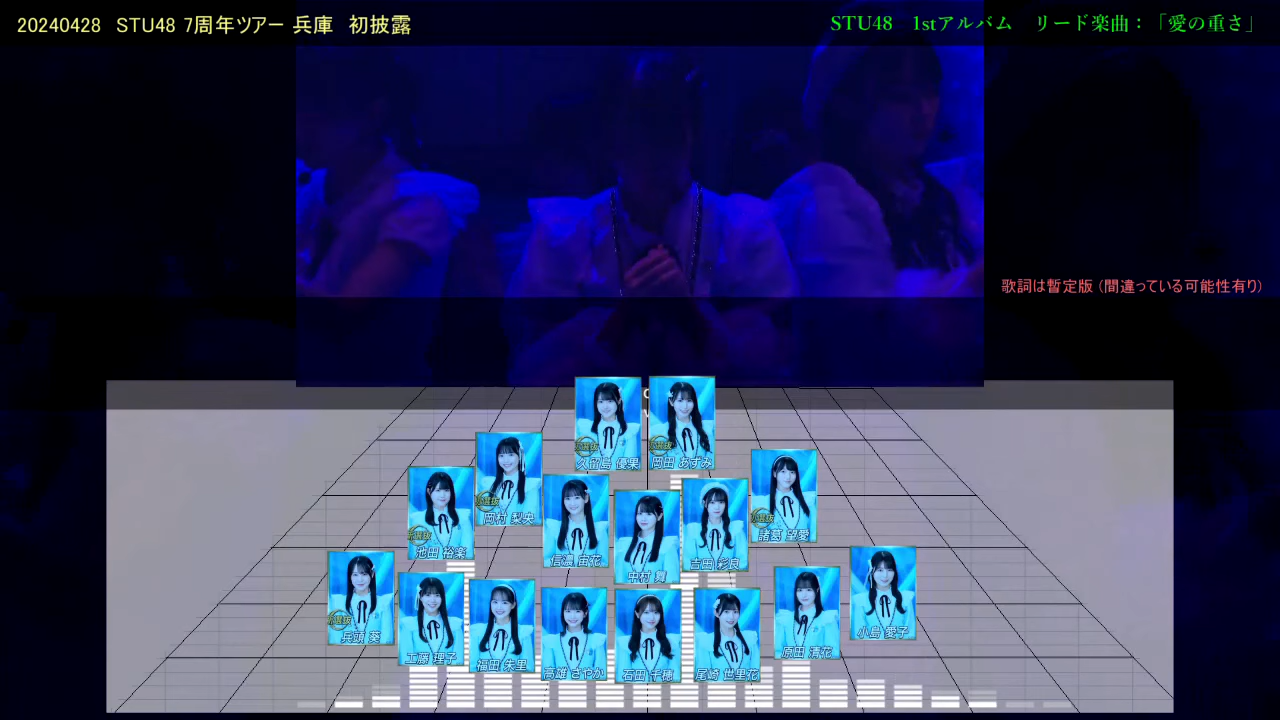 20240428 STU48 7周年ツアー 兵庫 初披露
STU48 1stアルバム リード楽曲：「愛の重さ」
歌詞は暫定版 (間違っている可能性有り)
久留島 優果
岡田 あずみ
岡村 梨央
池田 裕楽
信濃 宙花
中村 舞
吉田 彩良
諸葛 望愛
兵頭 葵
工藤 理子
福田 朱里
高雄 さやか
石田 千穂
尾崎 世里花
原田 清花
小島 愛子